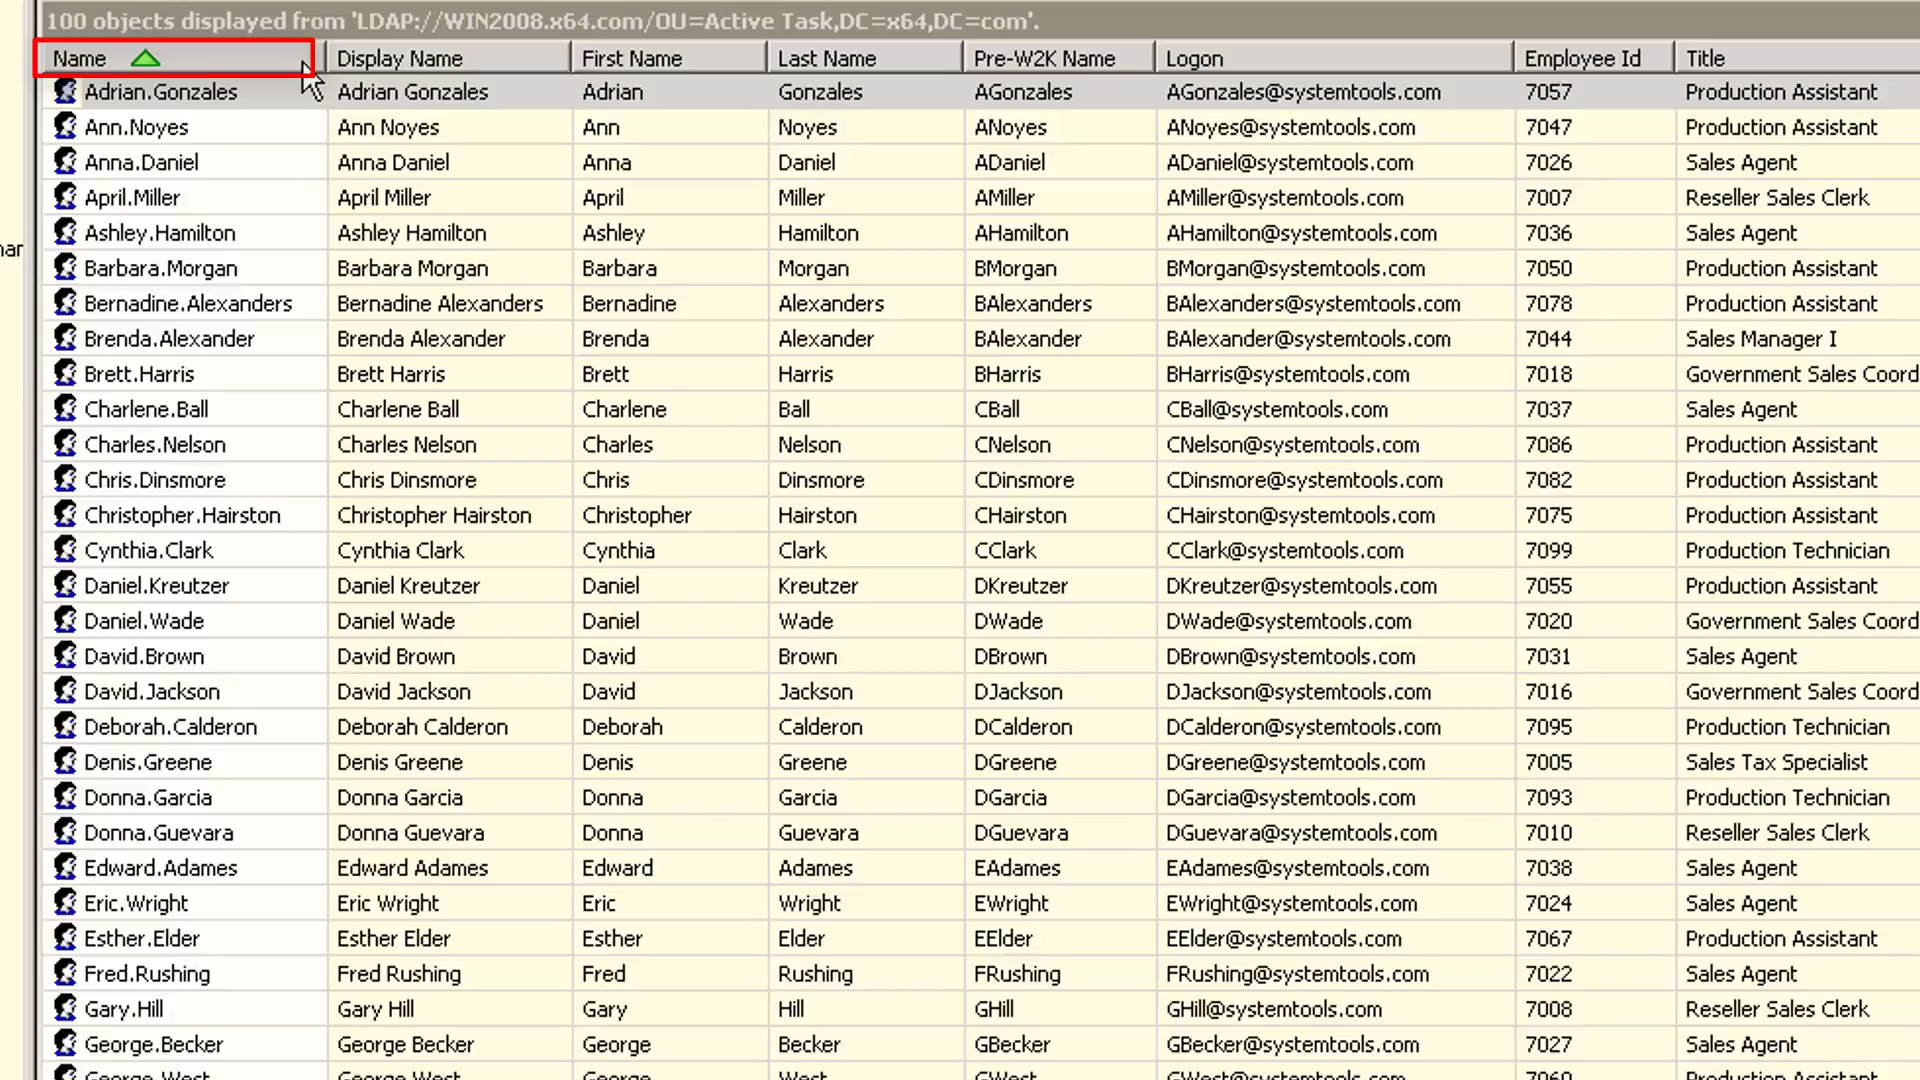 100 objects displayed from 'LDAP://WIN2008.x64.com/OU=Active Task,DC=x64,DC=com'.
Name Display Name First Name Last Name Pre-W2K Name Logon Employee Id Title
Adrian.Gonzales Adrian Gonzales Adrian Gonzales AGonzales AGonzales@systemtools.com 7057 Production Assistant
Ann.Noyes Ann Noyes Ann Noyes ANoyes ANoyes@systemtools.com 7047 Production Assistant
Anna.Daniel Anna Daniel Anna Daniel ADaniel ADaniel@systemtools.com 7026 Sales Agent
April.Miller April Miller April Miller AMiller AMiller@systemtools.com 7007 Reseller Sales Clerk
Ashley.Hamilton Ashley Hamilton Ashley Hamilton AHamilton AHamilton@systemtools.com 7036 Sales Agent
Barbara.Morgan Barbara Morgan Barbara Morgan BMorgan BMorgan@systemtools.com 7050 Production Assistant
Bernadine.Alexanders Bernadine Alexanders Bernadine Alexanders BAlexanders BAlexanders@systemtools.com 7078 Production Assistant
Brenda.Alexander Brenda Alexander Brenda Alexander BAlexander BAlexander@systemtools.com 7044 Sales Manager I
Brett.Harris Brett Harris Brett Harris BHarris BHarris@systemtools.com 7018 Government Sales Coord
Charlene.Ball Charlene Ball Charlene Ball CBall CBall@systemtools.com 7037 Sales Agent
Charles.Nelson Charles Nelson Charles Nelson CNelson CNelson@systemtools.com 7086 Production Assistant
Chris.Dinsmore Chris Dinsmore Chris Dinsmore CDinsmore CDinsmore@systemtools.com 7082 Production Assistant
Christopher.Hairston Christopher Hairston Christopher Hairston CHairston CHairston@systemtools.com 7075 Production Assistant
Cynthia.Clark Cynthia Clark Cynthia Clark CClark CClark@systemtools.com 7099 Production Technician
Daniel.Kreutzer Daniel Kreutzer Daniel Kreutzer DKreutzer DKreutzer@systemtools.com 7055 Production Assistant
Daniel.Wade Daniel Wade Daniel Wade DWade DWade@systemtools.com 7020 Government Sales Coord
David.Brown David Brown David Brown DBrown DBrown@systemtools.com 7031 Sales Agent
David.Jackson David Jackson David Jackson DJackson DJackson@systemtools.com 7016 Government Sales Coord
Deborah.Calderon Deborah Calderon Deborah Calderon DCalderon DCalderon@systemtools.com 7095 Production Technician
Denis.Greene Denis Greene Denis Greene DGreene DGreene@systemtools.com 7005 Sales Tax Specialist
Donna.Garcia Donna Garcia Donna Garcia DGarcia DGarcia@systemtools.com 7093 Production Technician
Donna.Guevara Donna Guevara Donna Guevara DGuevara DGuevara@systemtools.com 7010 Reseller Sales Clerk
Edward.Adames Edward Adames Edward Adames EAdames EAdames@systemtools.com 7038 Sales Agent
Eric.Wright Eric Wright Eric Wright EWright EWright@systemtools.com 7024 Sales Agent
Esther.Elder Esther Elder Esther Elder EElder EElder@systemtools.com 7067 Production Assistant
Fred.Rushing Fred Rushing Fred Rushing FRushing FRushing@systemtools.com 7022 Sales Agent
Gary.Hill Gary Hill Gary Hill GHill GHill@systemtools.com 7008 Reseller Sales Clerk
George.Becker George Becker George Becker GBecker GBecker@systemtools.com 7027 Sales Agent
George.West George West George West GWest GWest@systemtools.com 7060 Production Assistant